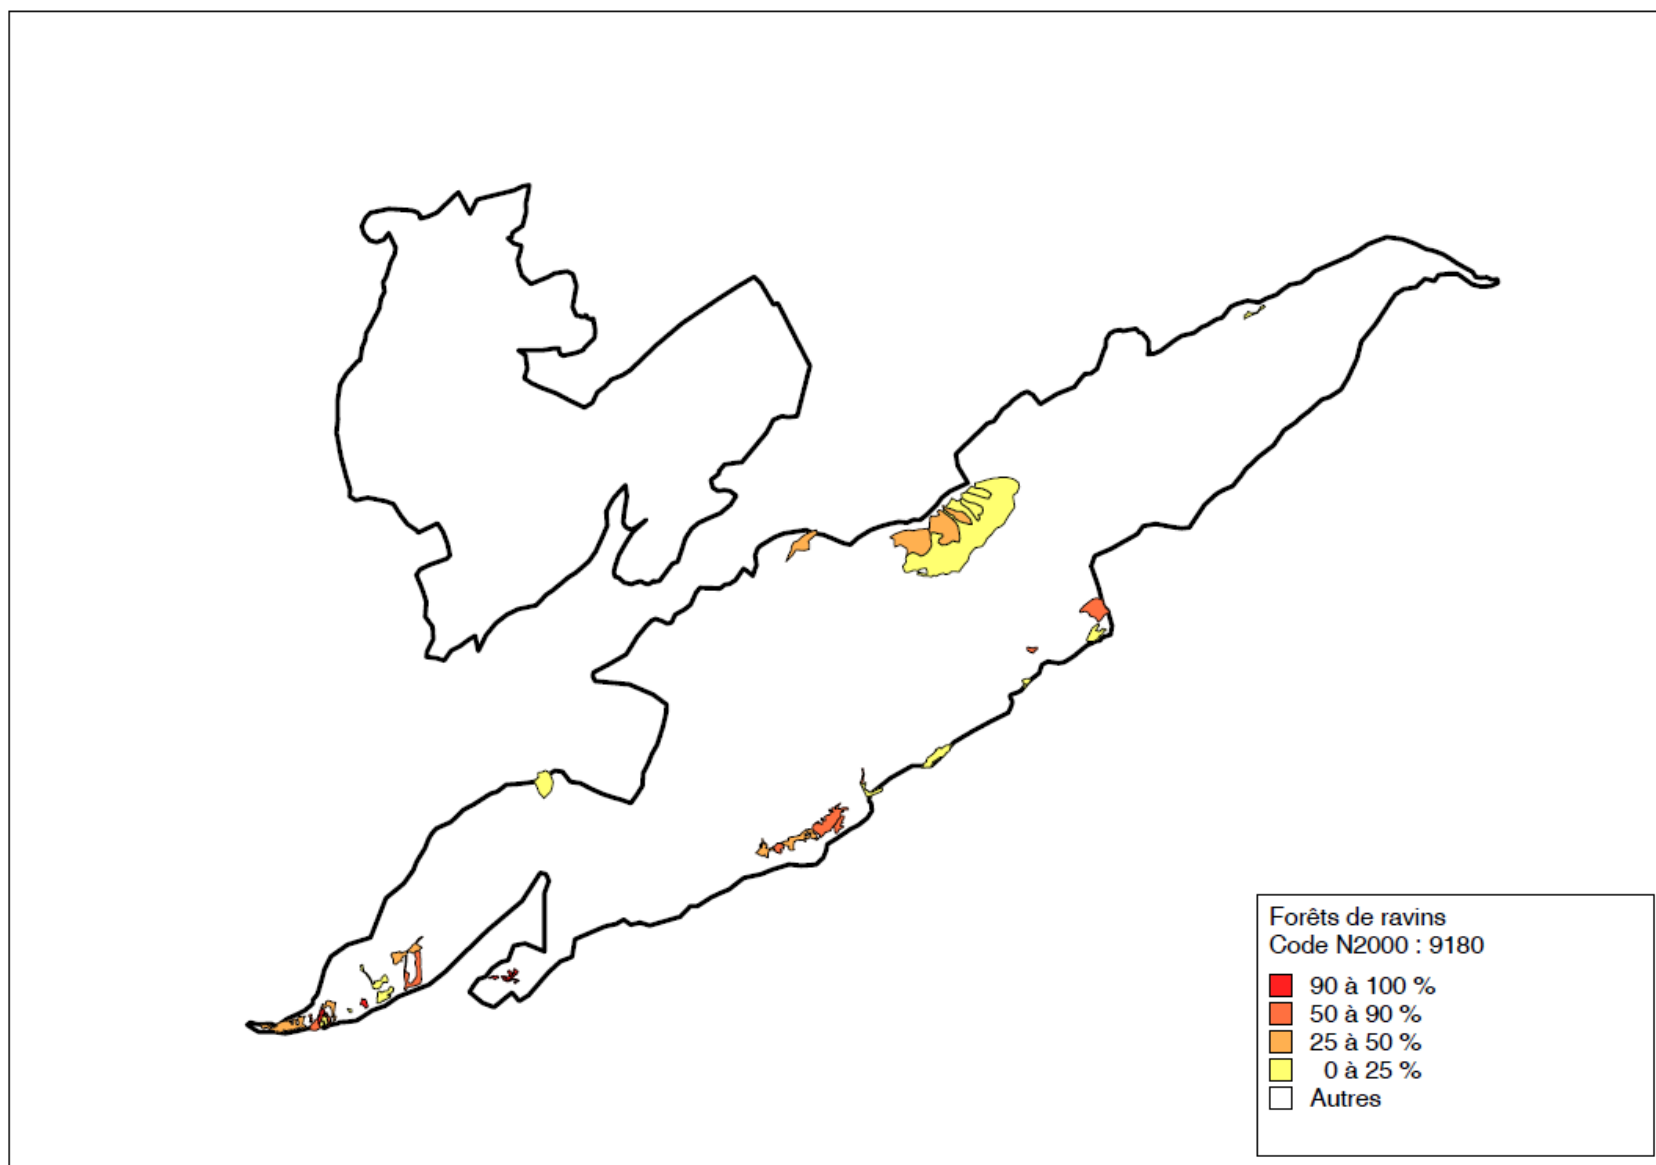 Forêts de ravins
Code N2000 : 9180
90 à 100 %
50 à 90 %
25 à 50 %
0 à 25 %
Autres